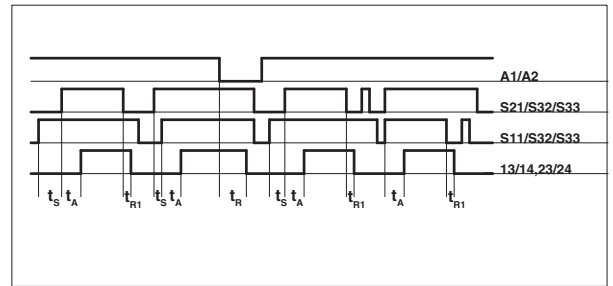 A1/A2
S21/S32/S33
S11/S32/S33
13/14,23/24
tS tA tR1 tS tA tR tS tA tR1 tA tR1